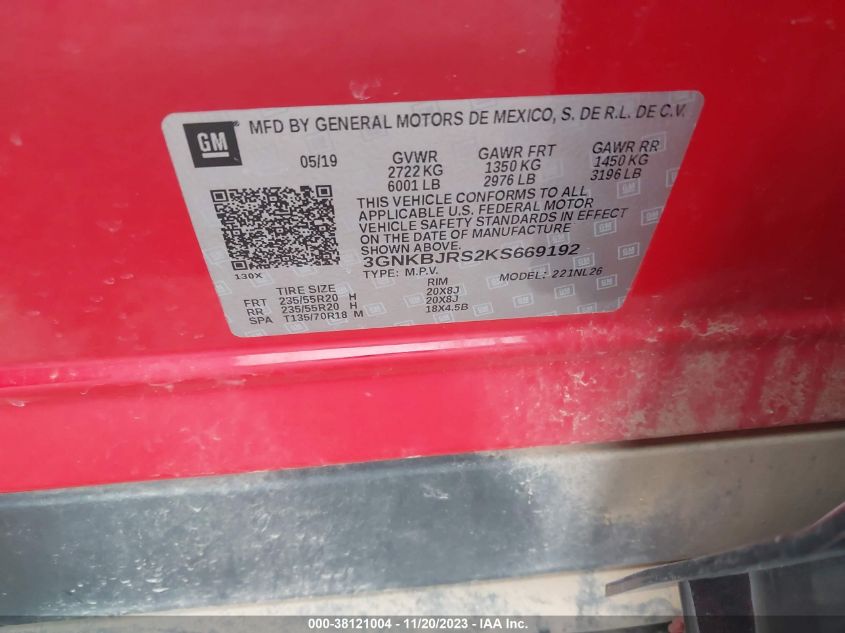 GM MFD BY GENERAL MOTORS DE MEXICO, S. DE R.L. DE C.V.
05/19 GVWR GAWR FRT GAWR RR
2722 KG 1350 KG 1450 KG
6001 LB 2976 LB 3196 LB
THIS VEHICLE CONFORMS TO ALL
APPLICABLE U.S. FEDERAL MOTOR
VEHICLE SAFETY STANDARDS IN EFFECT
ON THE DATE OF MANUFACTURE
SHOWN ABOVE.
3GNKBJRS2KS669192
130X TYPE: M.P.V. MODEL: 221NL26
TIRE SIZE RIM
FRT 235/55R20 H 20X8J
RR 235/55R20 H 20X8J
SPA T135/70R18 M 18X4.5B
000-38121004 - 11/20/2023 - IAA Inc.